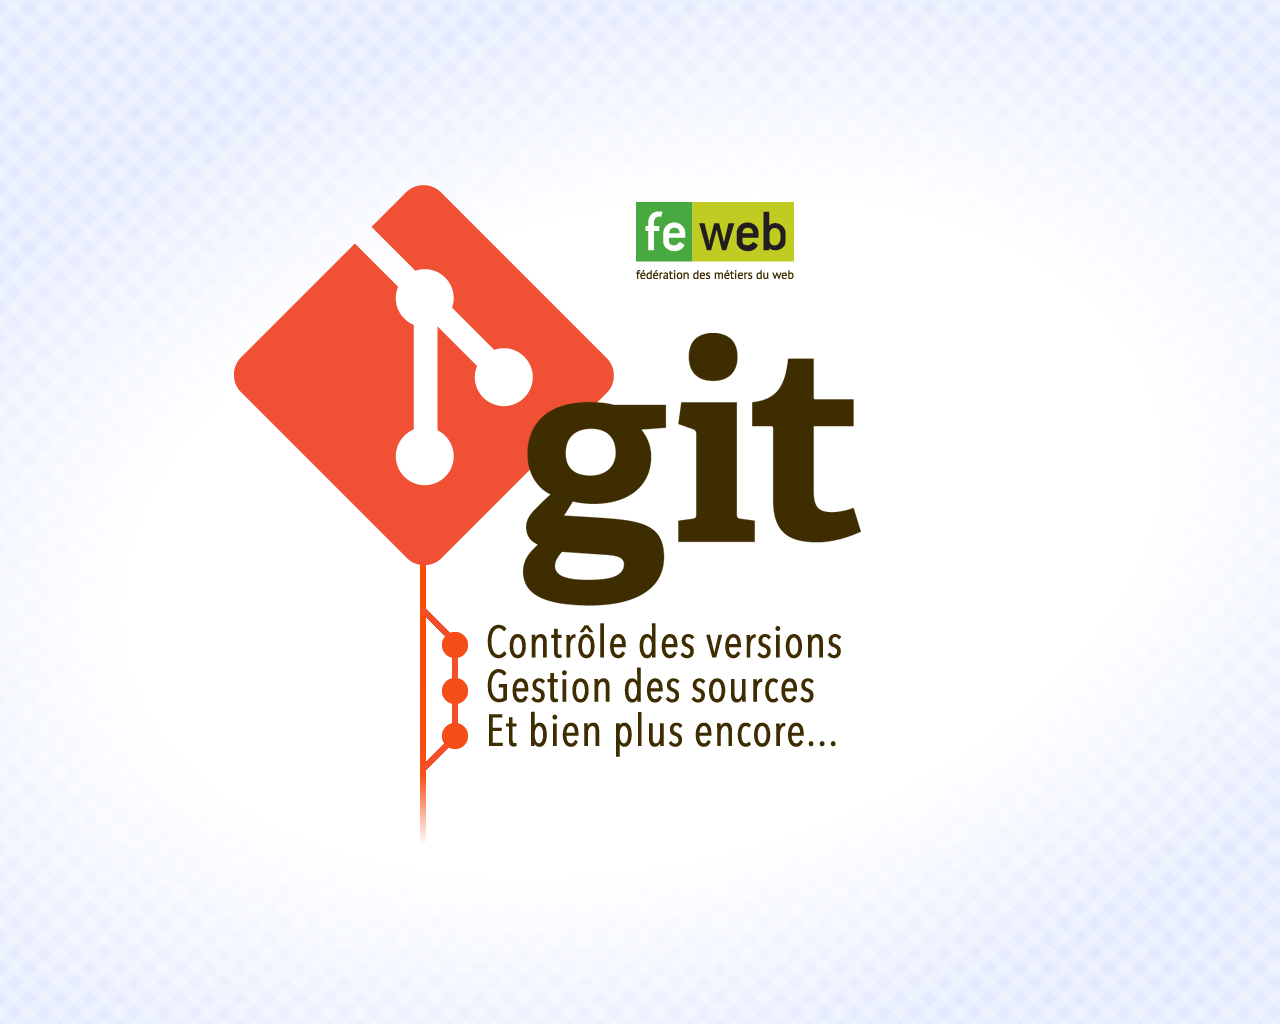 fe web
fédération des métiers du web
git
Contrôle des versions
Gestion des sources
Et bien plus encore...